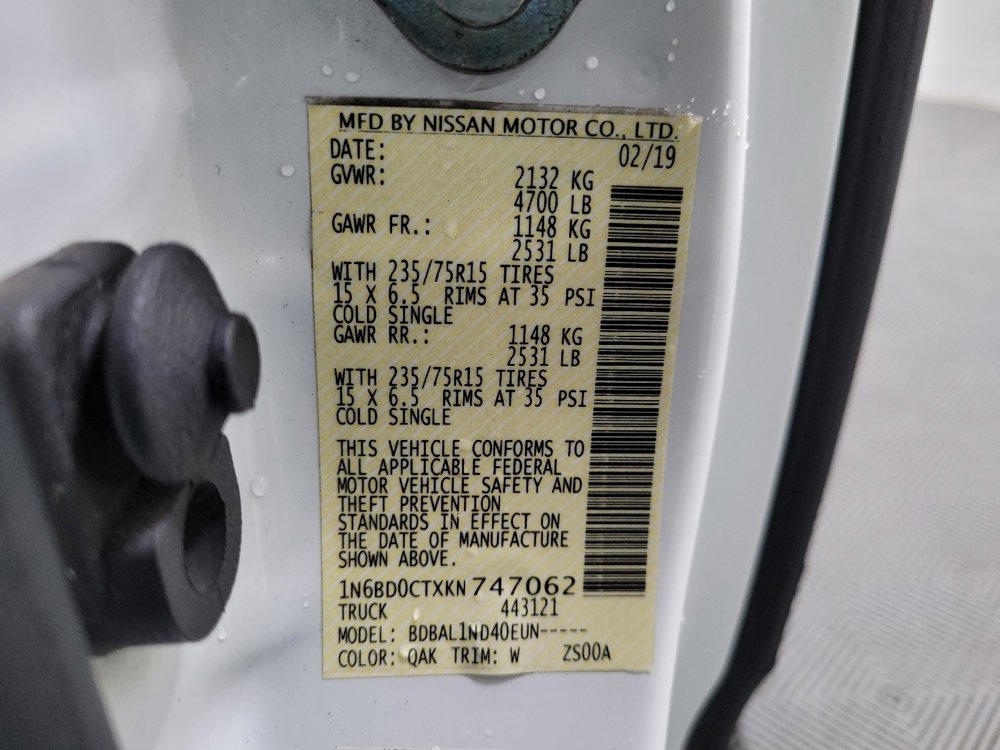 MFD BY NISSAN MOTOR CO., LTD.
DATE: 02/19
GVWR: 2132 KG
4700 LB
GAWR FR.: 1148 KG
2531 LB
WITH 235/75R15 TIRES
15 X 6.5 RIMS AT 35 PSI
COLD SINGLE
GAWR RR.: 1148 KG
2531 LB
WITH 235/75R15 TIRES
15 X 6.5 RIMS AT 35 PSI
COLD SINGLE
THIS VEHICLE CONFORMS TO
ALL APPLICABLE FEDERAL
MOTOR VEHICLE SAFETY AND
THEFT PREVENTION
STANDARDS IN EFFECT ON
THE DATE OF MANUFACTURE
SHOWN ABOVE.
1N6BD0CTXKN747062
TRUCK 443121
MODEL: BDBAL1ND40EUN-----
COLOR: QAK TRIM: W ZS00A